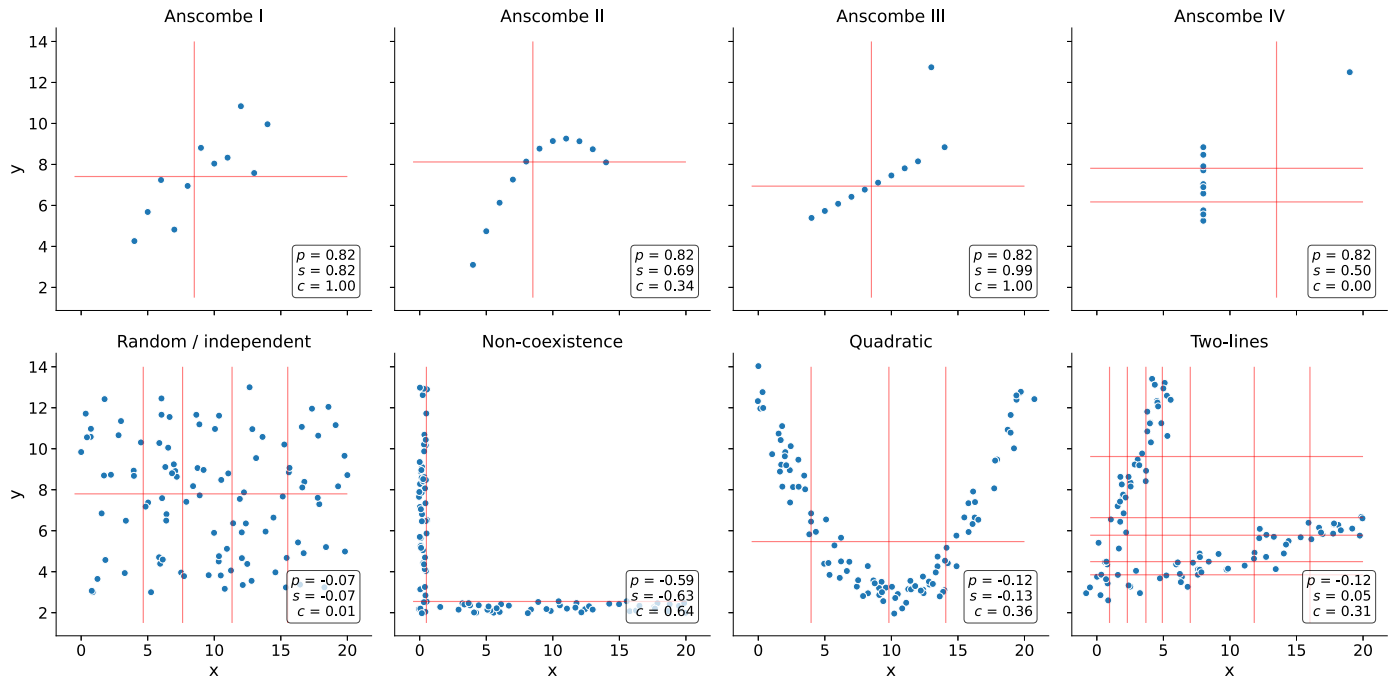 Anscombe I
Anscombe II
Anscombe III
Anscombe IV
y
14
12
10
8
6
4
2
p = 0.82
s = 0.82
c = 1.00
p = 0.82
s = 0.69
c = 0.34
p = 0.82
s = 0.99
c = 1.00
p = 0.82
s = 0.50
c = 0.00
Random / independent
Non-coexistence
Quadratic
Two-lines
y
14
12
10
8
6
4
2
p = -0.07
s = -0.07
c = 0.01
p = -0.59
s = -0.63
c = 0.64
p = -0.12
s = -0.13
c = 0.36
p = -0.12
s = 0.05
c = 0.31
0 5 10 15 20
0 5 10 15 20
0 5 10 15 20
0 5 10 15 20
x
x
x
x